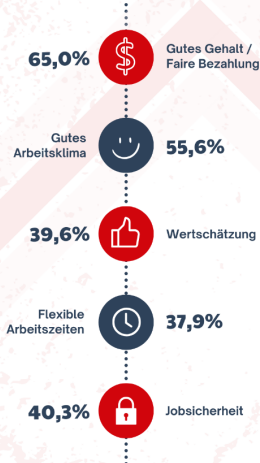 65,0%
Gutes Gehalt /
Faire Bezahlung
Gutes
Arbeitsklima
55,6%
39,6%
Wertschätzung
Flexible
Arbeitszeiten
37,9%
40,3%
Jobsicherheit